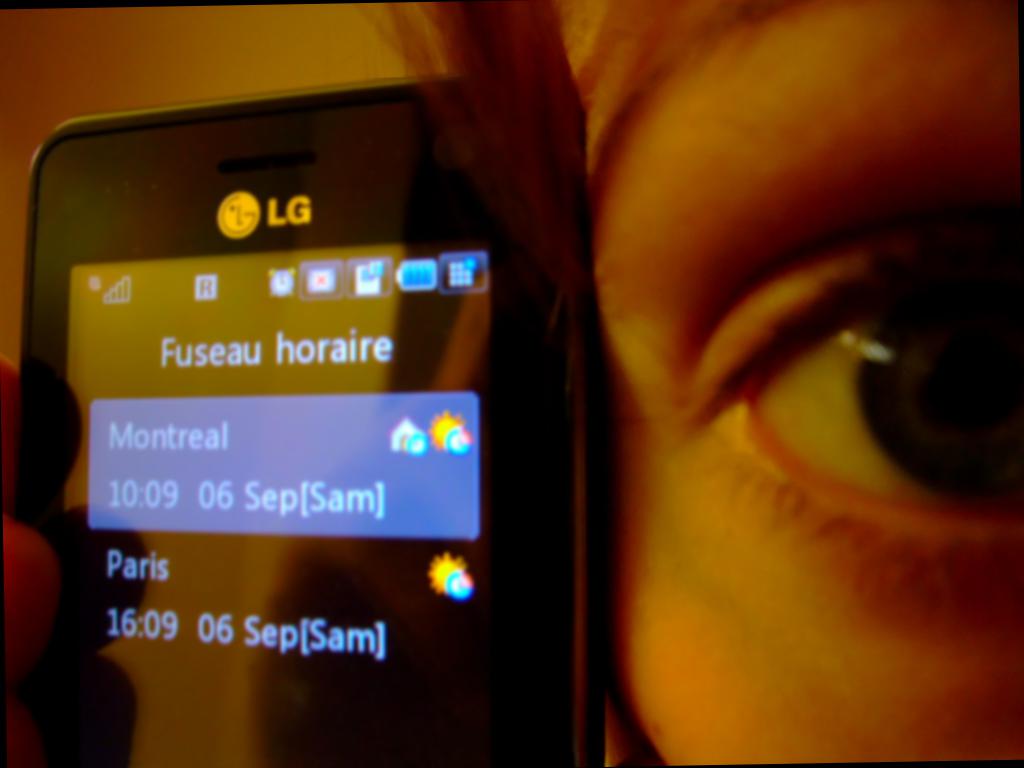 LG
R
Fuseau horaire
Montreal
10:09 06 Sep[Sam]
Paris
16:09 06 Sep[Sam]